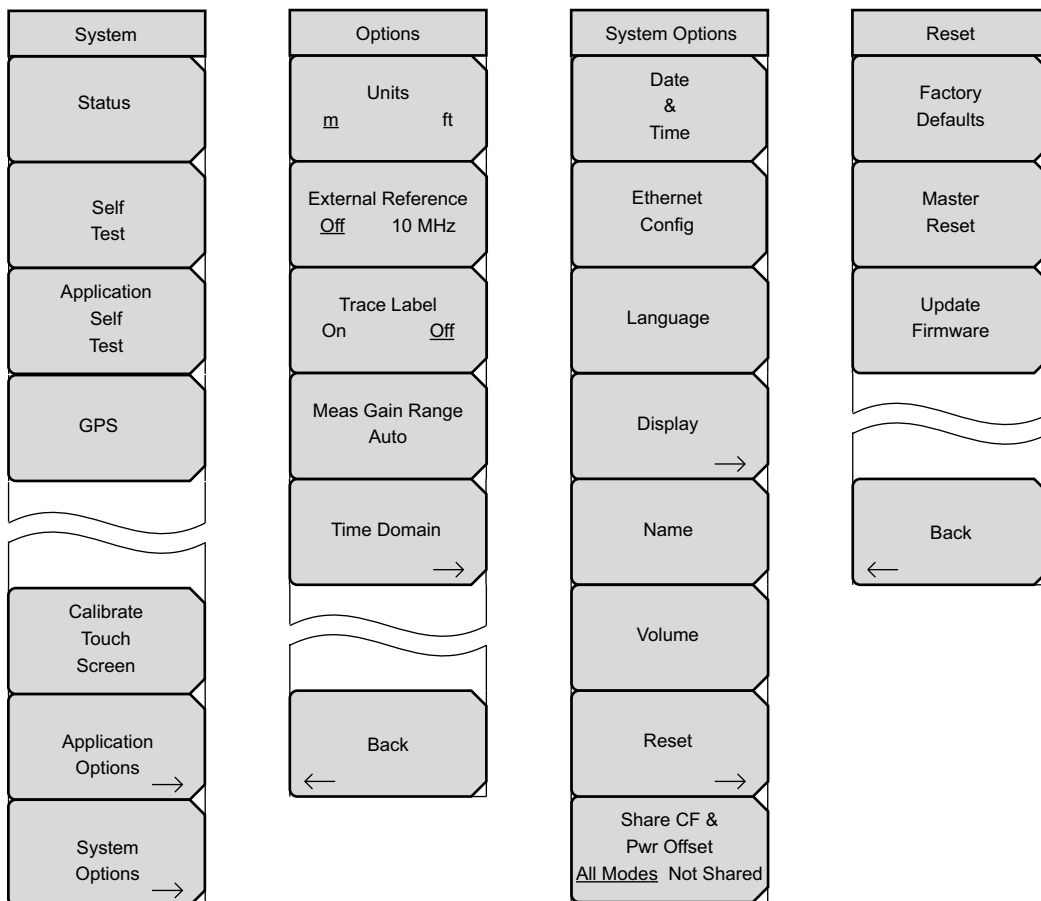 System
Status
Self
Test
Application
Self
Test
GPS
Calibrate
Touch
Screen
Application
Options
System
Options
Options
Units
m ft
External Reference
Off 10 MHz
Trace Label
On Off
Meas Gain Range
Auto
Time Domain
Back
System Options
Date
&
Time
Ethernet
Config
Language
Display
Name
Volume
Reset
Share CF &
Pwr Offset
All Modes Not Shared
Reset
Factory
Defaults
Master
Reset
Update
Firmware
Back